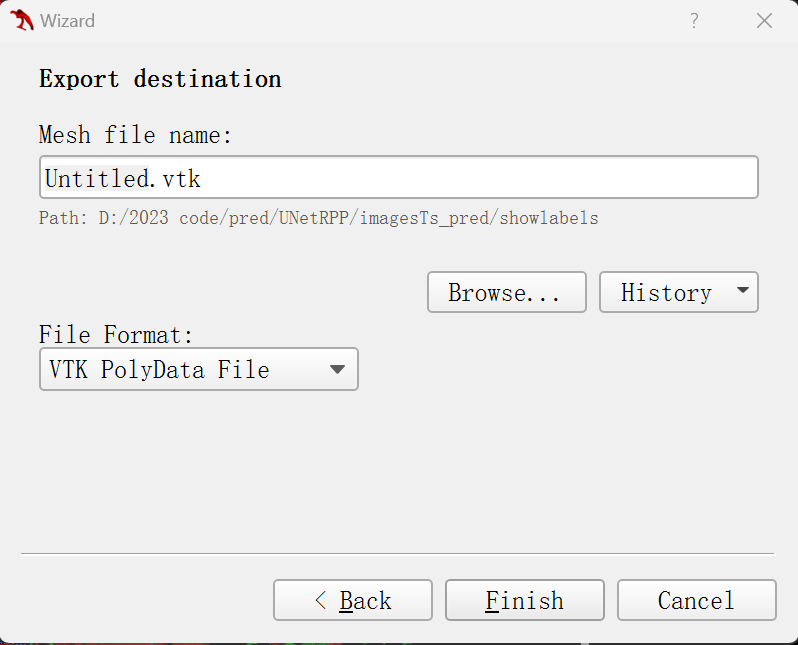 Wizard
?
Export destination
Mesh file name:
Untitled.vtk
Path: D:/2023 code/pred/UNetRPP/imagesTs_pred/showlabels
Browse... History
File Format:
VTK PolyData File
< Back Finish Cancel